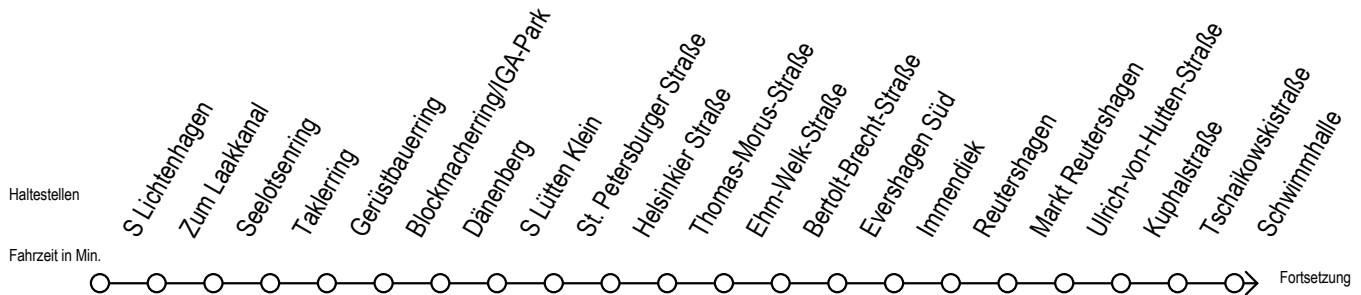 S Lichtenhagen
Zum Laakkanal
Seelotsenring
Taklerring
Gerüstbauerring
Blockmacherring/IGA-Park
Dänenberg
S Lütten Klein
St. Petersburger Straße
Helsinkier Straße
Thomas-Morus-Straße
Ehm-Welk-Straße
Bertolt-Brecht-Straße
Evershagen Süd
Immendiek
Reutershagen
Markt Reutershagen
Ulrich-von-Hutten-Straße
Kuphalstraße
Tschaikowskistraße
Schwimmhalle
Haltestellen
Fahrzeit in Min.
Fortsetzung